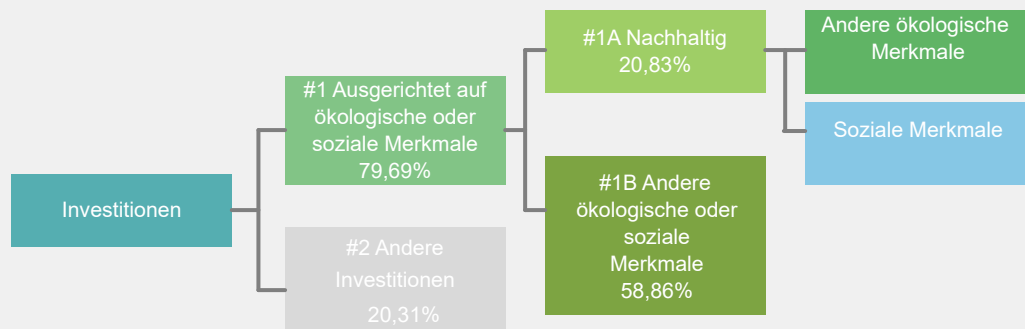 Investitionen
#1 Ausgerichtet auf
ökologische oder
soziale Merkmale
79,69%
#2 Andere
Investitionen
20,31%
#1A Nachhaltig
20,83%
#1B Andere
ökologische oder
soziale
Merkmale
58,86%
Andere ökologische
Merkmale
Soziale Merkmale